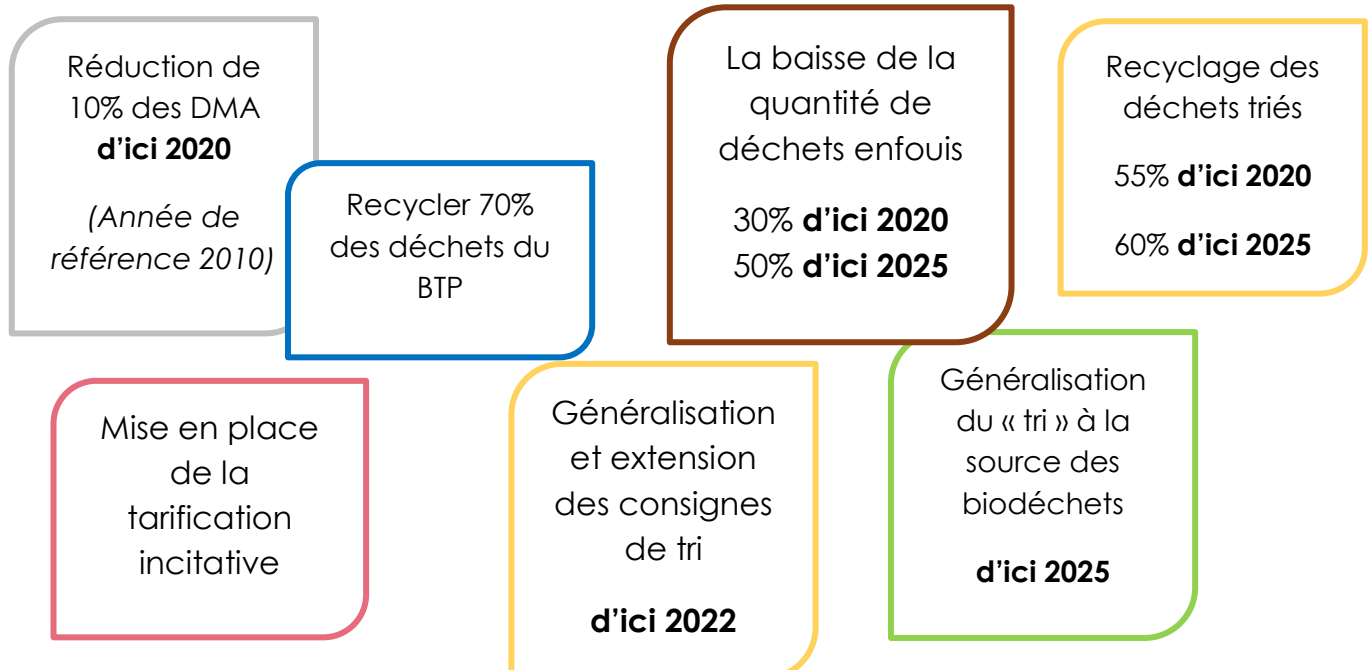 Réduction de
10% des DMA
d'ici 2020
(Année de
référence 2010)
Recycler 70%
des déchets du
BTP
La baisse de la
quantité de
déchets enfouis
30% d'ici 2020
50% d'ici 2025
Recyclage des
déchets triés
55% d'ici 2020
60% d'ici 2025
Mise en place
de la
tarification
incitative
Généralisation
et extension
des consignes
de tri
d'ici 2022
Généralisation
du « tri » à la
source des
biodéchets
d'ici 2025